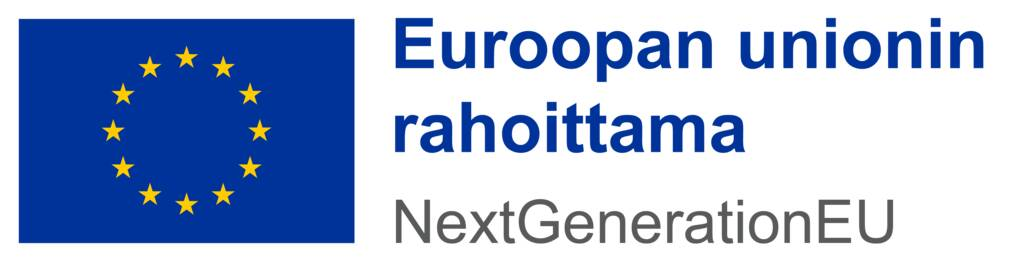 Euroopan unionin
rahoittama
NextGenerationEU